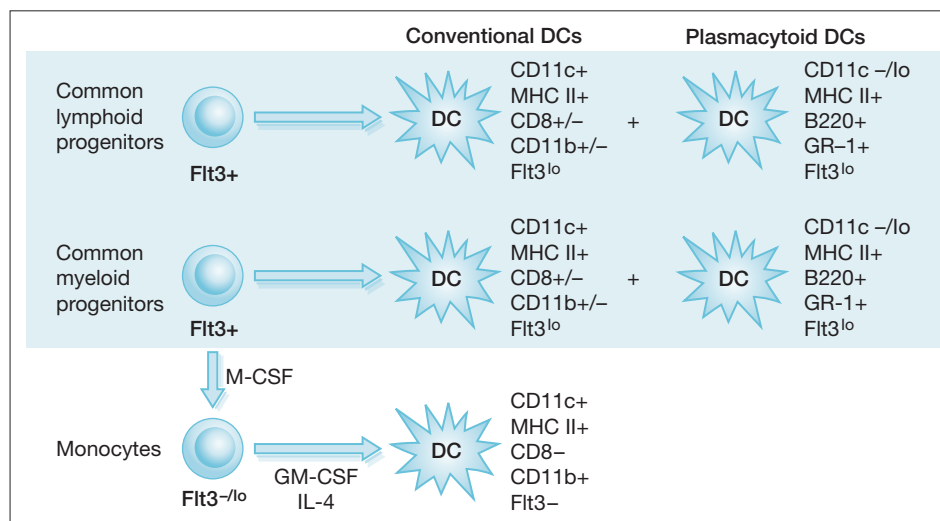 Conventional DCs
Plasmacytoid DCs
Common
lymphoid
progenitors
Flt3+
DC
CD11c+
MHC II+
CD8+/–
CD11b+/–
Flt3lo
+
DC
CD11c –/lo
MHC II+
B220+
GR–1+
Flt3lo
Common
myeloid
progenitors
Flt3+
DC
CD11c+
MHC II+
CD8+/–
CD11b+/–
Flt3lo
+
DC
CD11c –/lo
MHC II+
B220+
GR-1+
Flt3lo
M-CSF
Monocytes
Flt3–/lo
GM-CSF
IL-4
DC
CD11c+
MHC II+
CD8–
CD11b+
Flt3–